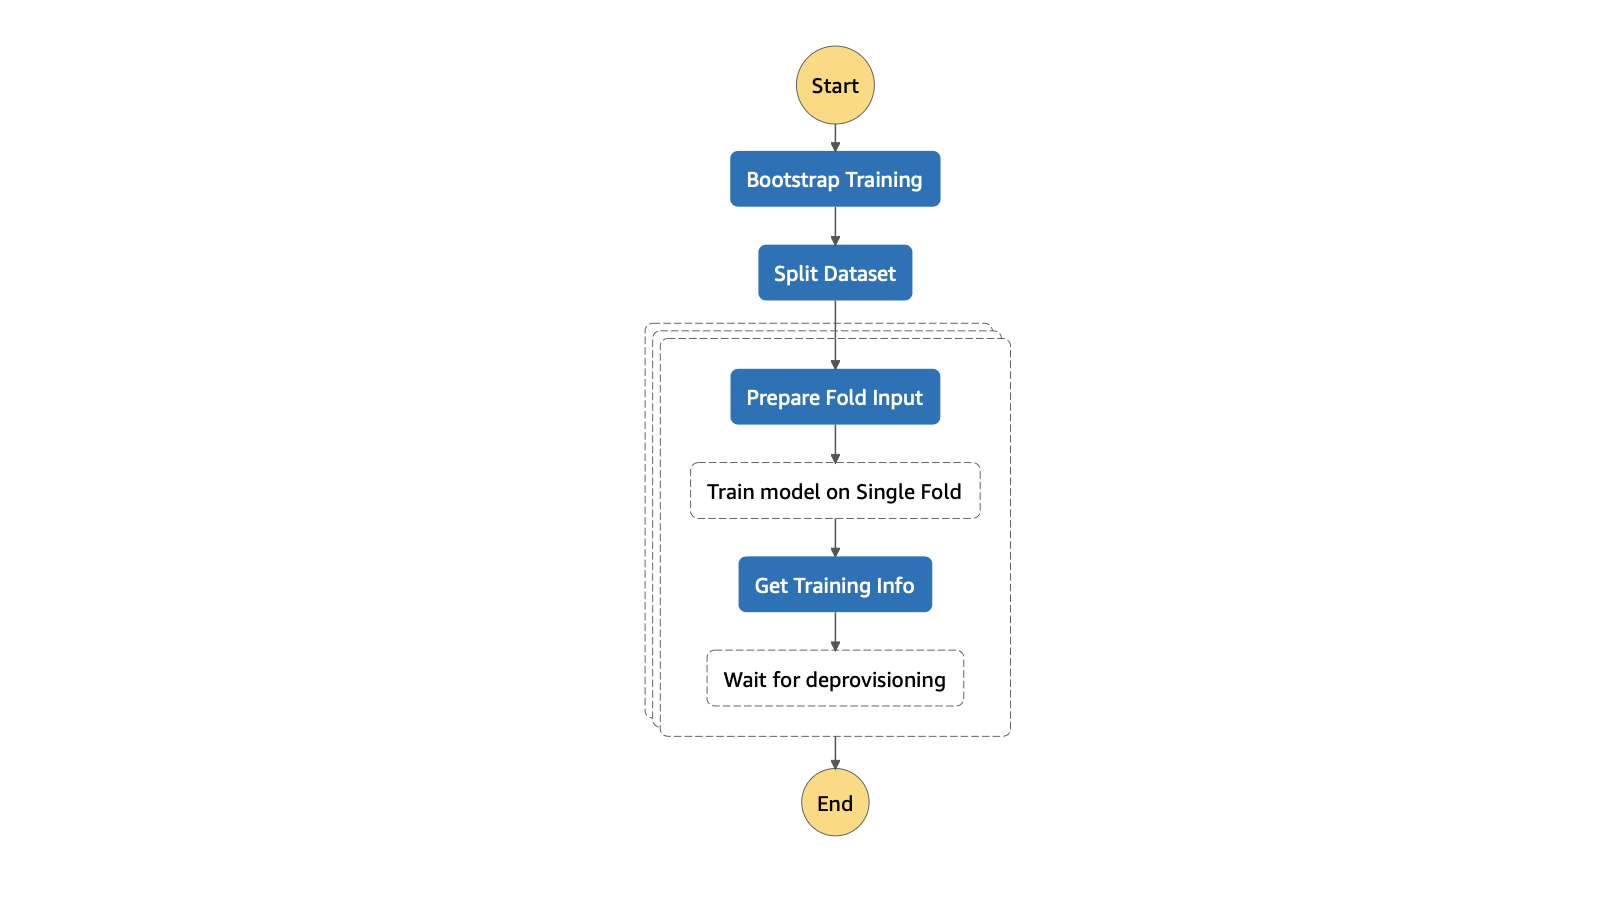 Start
Bootstrap Training
Split Dataset
Prepare Fold Input
Train model on Single Fold
Get Training Info
Wait for deprovisioning
End